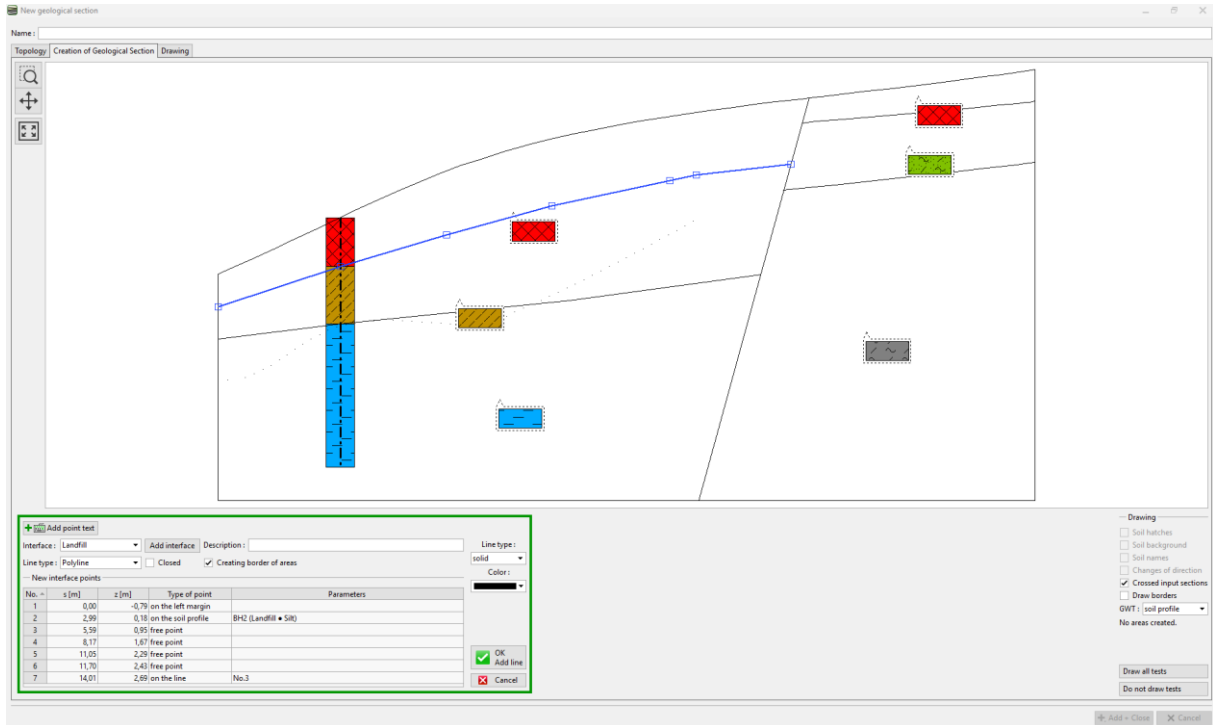 New geological section
Name :
Topology Creation of Geological Section Drawing
Add point text
Interface : Landfill Add interface Description :
Line type : Polyline Closed Creating border of areas
New interface points
No. s [m] z [m] Type of point Parameters
1 0,00 -0,79 on the left margin
2 2,99 0,18 on the soil profile BH2 (Landfill ● Silt)
3 5,59 0,95 free point
4 8,17 1,67 free point
5 11,05 2,29 free point
6 11,70 2,43 free point
7 14,01 2,69 on the line No.3
Line type :
solid
Color :
OK
Add line
Cancel
Drawing
Soil hatches
Soil background
Soil names
Changes of direction
Crossed input sections
Draw borders
GWT : soil profile
No areas created.
Draw all tests
Do not draw tests
Add + Close Cancel